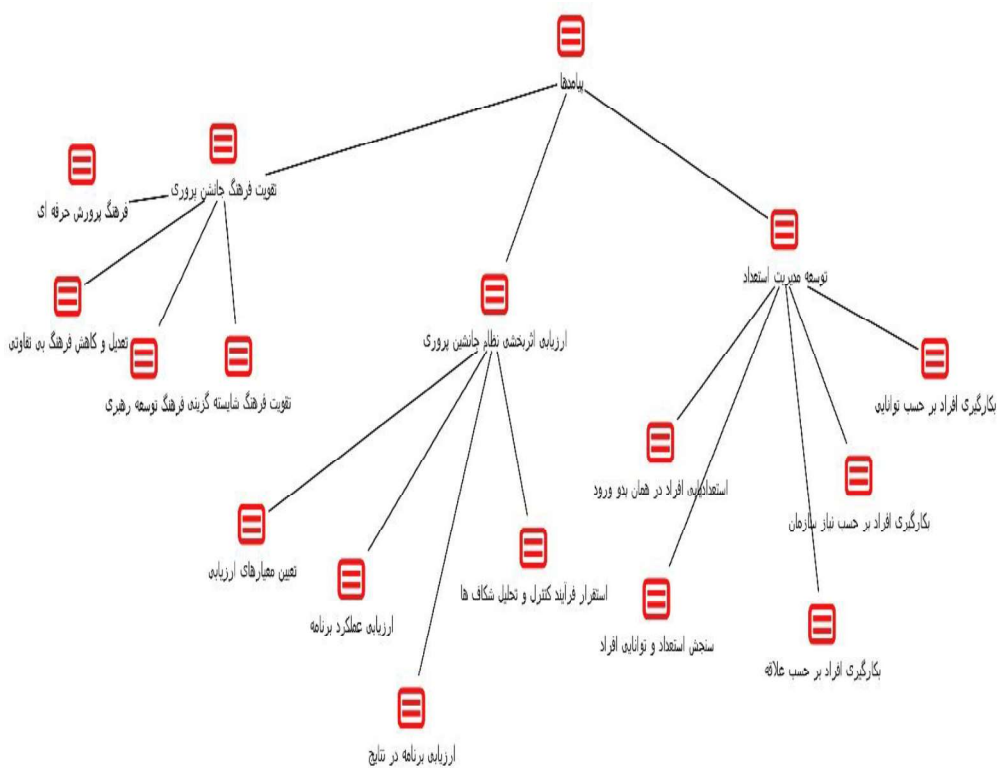 پیامدها
تقویت فرهنگ جانشن پروری
فرهنگ پرورش حرفه ای
توسعه مدیریت استعداد
تعدیل و کاهش فرهنگ بی تفاوتی
ارزیابی اثربخشی نظام جانشین پروری
تقویت فرهنگ شایسته گزینی
فرهنگ توسعه رهبری
بکارگیری افراد بر حسب توانایی
استعدادیابی افراد در همان بدو ورود
بکارگیری افراد بر حسب نیاز سازمان
تعیین معیارهای ارزیابی
استقرار فرآیند کنترل و تحلیل شکاف ها
ارزیابی عملکرد برنامه
سنجش استعداد و توانایی افراد
بکارگیری افراد بر حسب علاقه
ارزیابی برنامه در نتایج